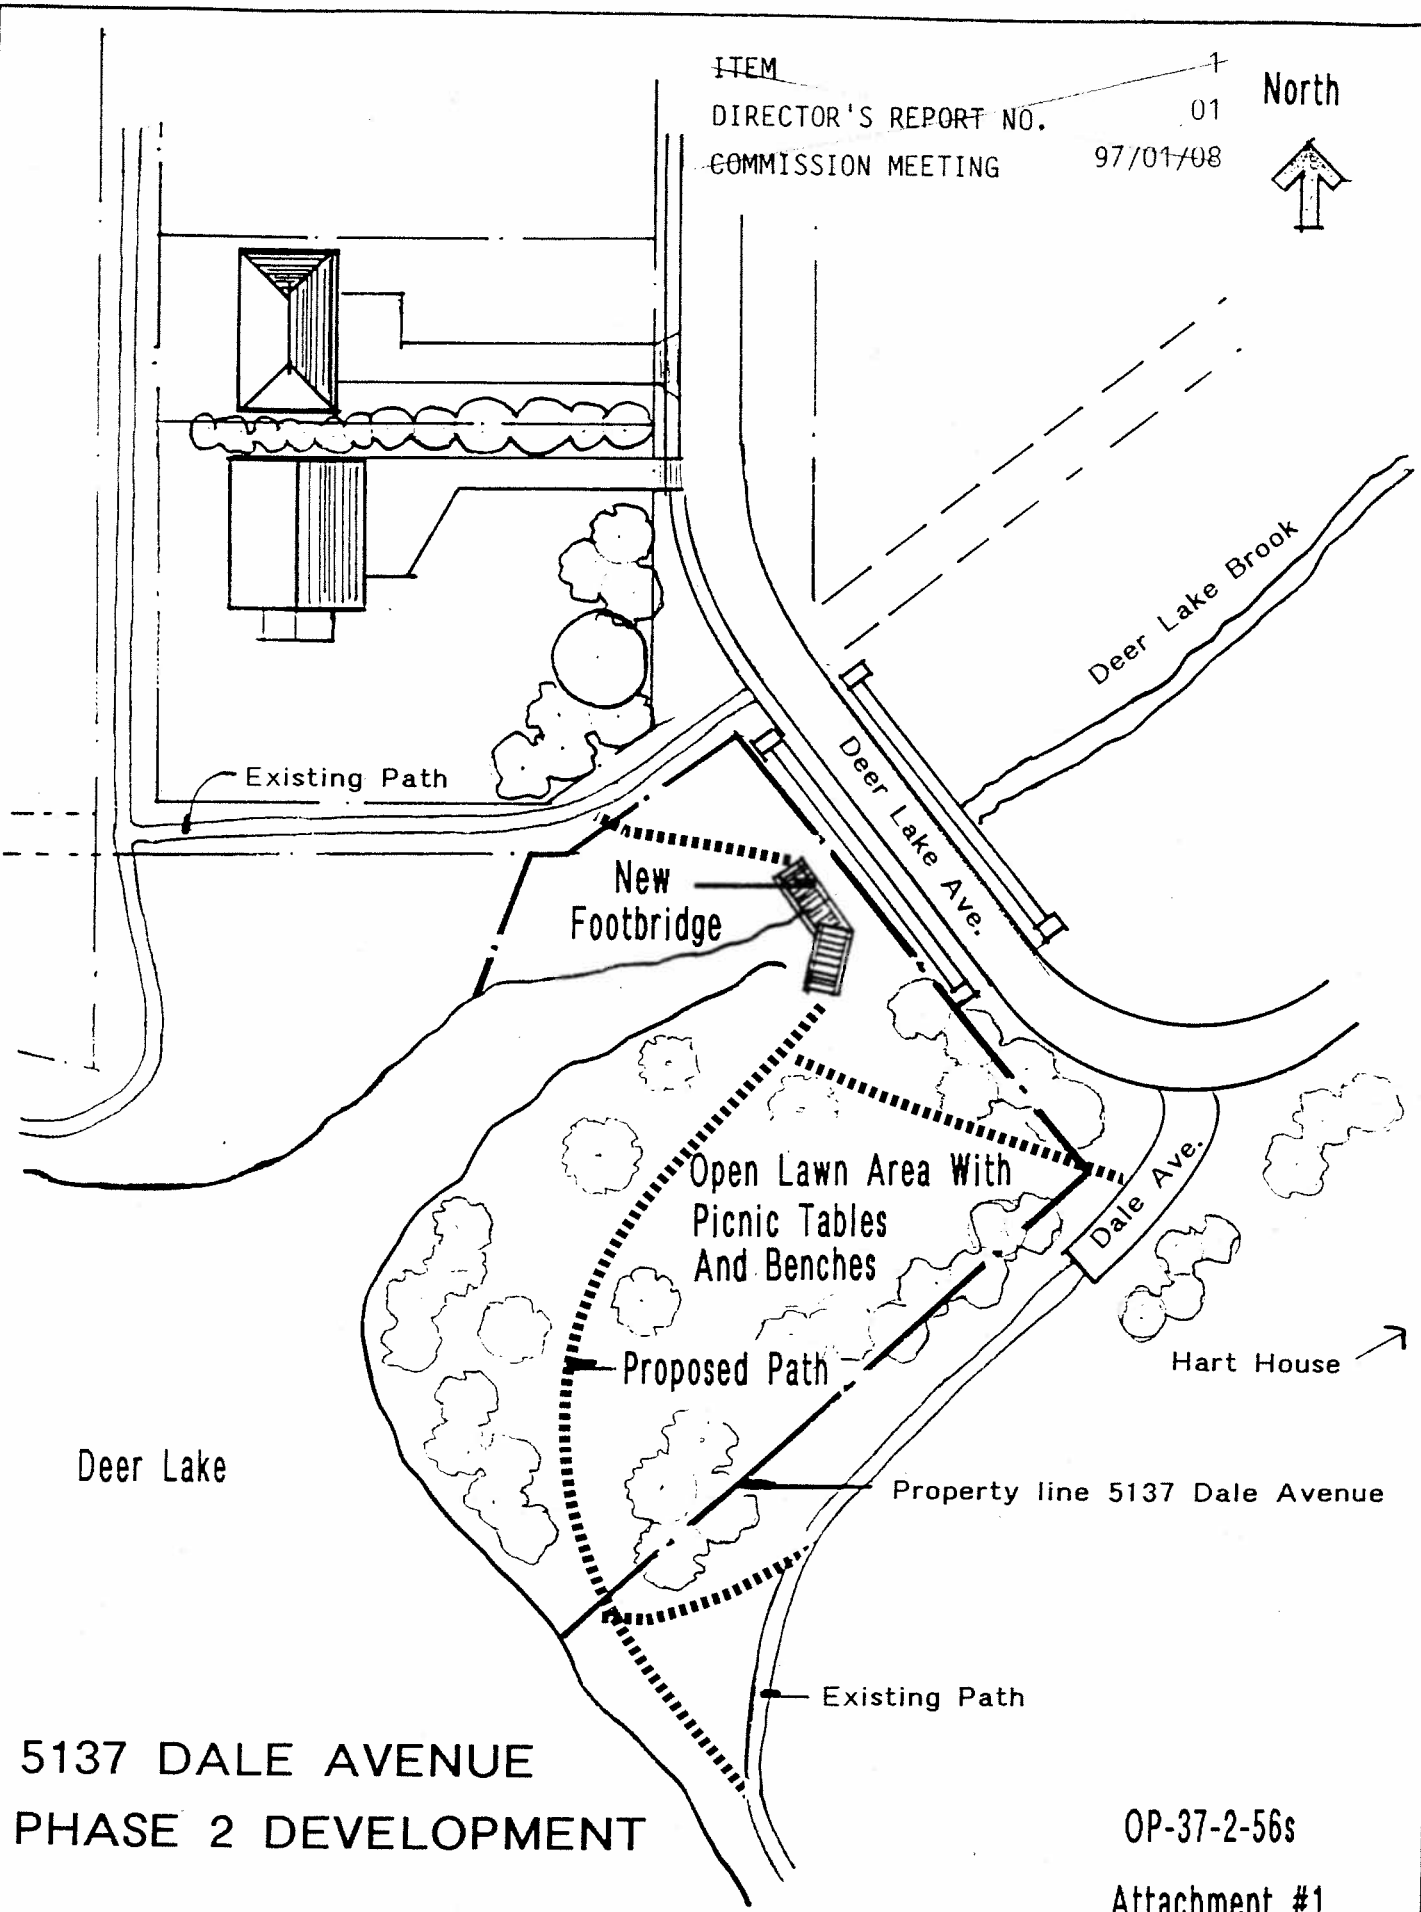 ITEM 1
DIRECTOR'S REPORT NO. 01
COMMISSION MEETING 97/01/08
North
Deer Lake Brook
Deer Lake Ave.
Existing Path
New
Footbridge
Open Lawn Area With
Picnic Tables
And Benches
Dale Ave.
Hart House
Proposed Path
Deer Lake
Property line 5137 Dale Avenue
Existing Path
5137 DALE AVENUE
PHASE 2 DEVELOPMENT
OP-37-2-56s
Attachment #1